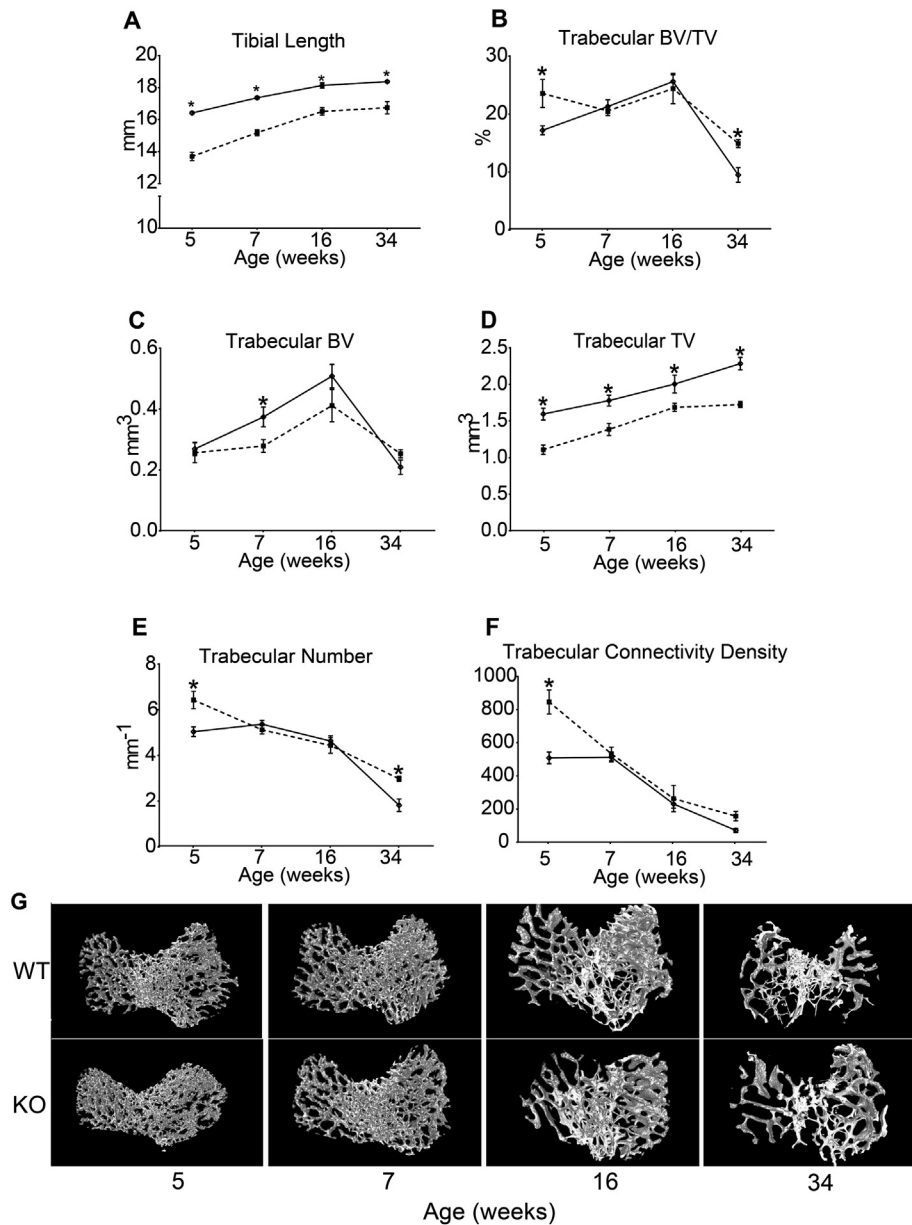 A
Tibial Length
20
18
16
14
12
10
mm
* * * *
5 7 16 34
Age (weeks)
B
Trabecular BV/TV
30
20
10
0
%
* *
5 7 16 34
Age (weeks)
C
Trabecular BV
0.6
0.4
0.2
0.0
mm3
*
5 7 16 34
Age (weeks)
D
Trabecular TV
2.5
2.0
1.5
1.0
0.5
0.0
mm3
* * * *
5 7 16 34
Age (weeks)
E
Trabecular Number
8
6
4
2
0
mm-1
* *
5 7 16 34
Age (weeks)
F
Trabecular Connectivity Density
1000
800
600
400
200
0
*
5 7 16 34
Age (weeks)
G
WT
KO
5 7 16 34
Age (weeks)